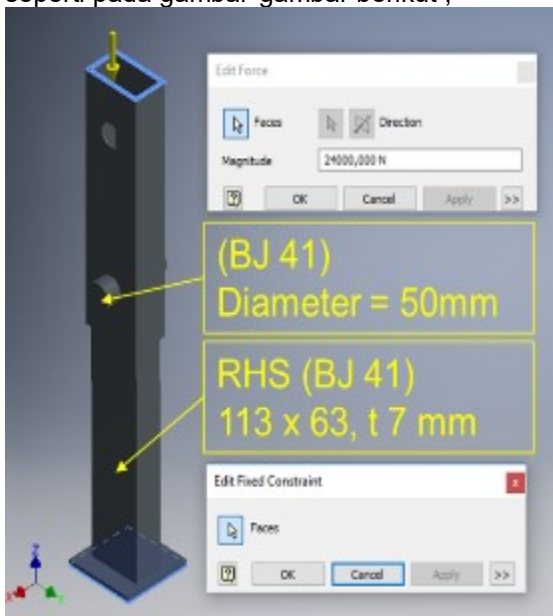 seperti pada gambar-gambar berikut ;
Edit Force
Faces
Direction
Magnitude
24000,000 N
OK
Cancel
Apply
>>
(BJ 41)
Diameter = 50mm
RHS (BJ 41)
113 x 63, t 7 mm
Edit Fixed Constraint
Faces
OK
Cancel
Apply
>>
Z